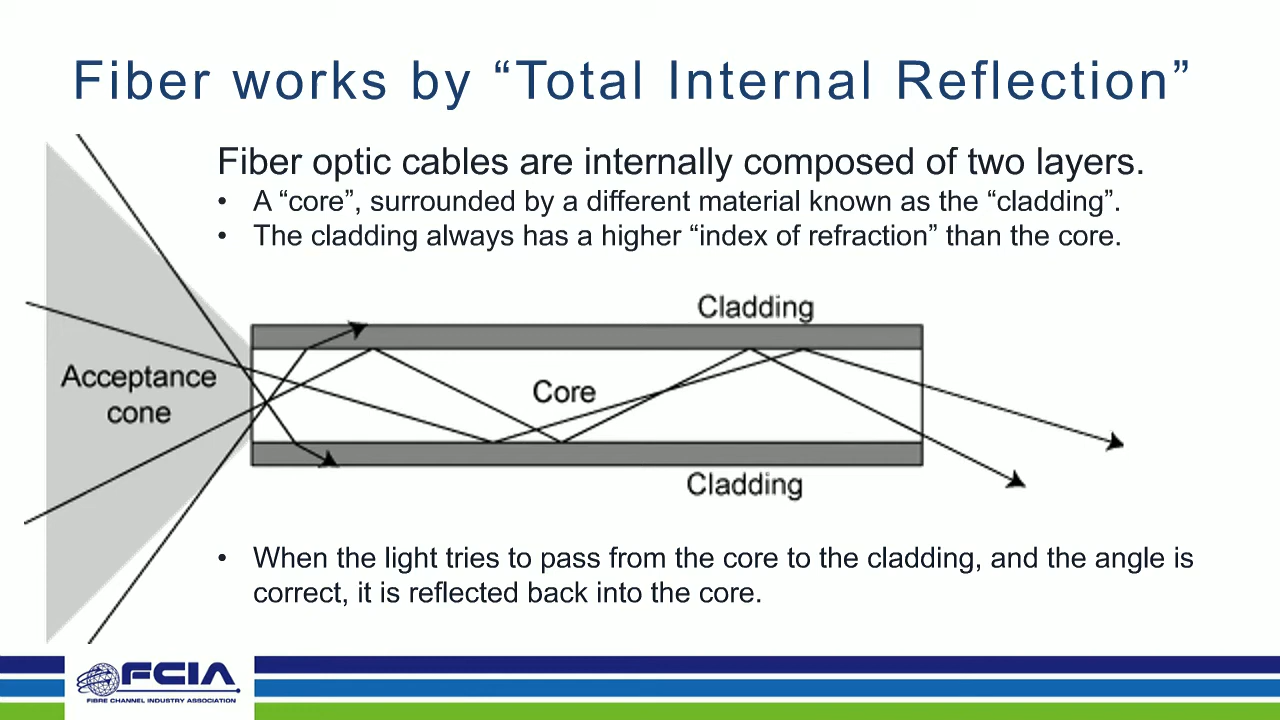 Fiber works by “Total Internal Reflection”
Fiber optic cables are internally composed of two layers.
• A “core”, surrounded by a different material known as the “cladding”.
• The cladding always has a higher “index of refraction” than the core.
Cladding
Acceptance
cone
Core
Cladding
• When the light tries to pass from the core to the cladding, and the angle is
correct, it is reflected back into the core.
FCIA
FIBRE CHANNEL INDUSTRY ASSOCIATION